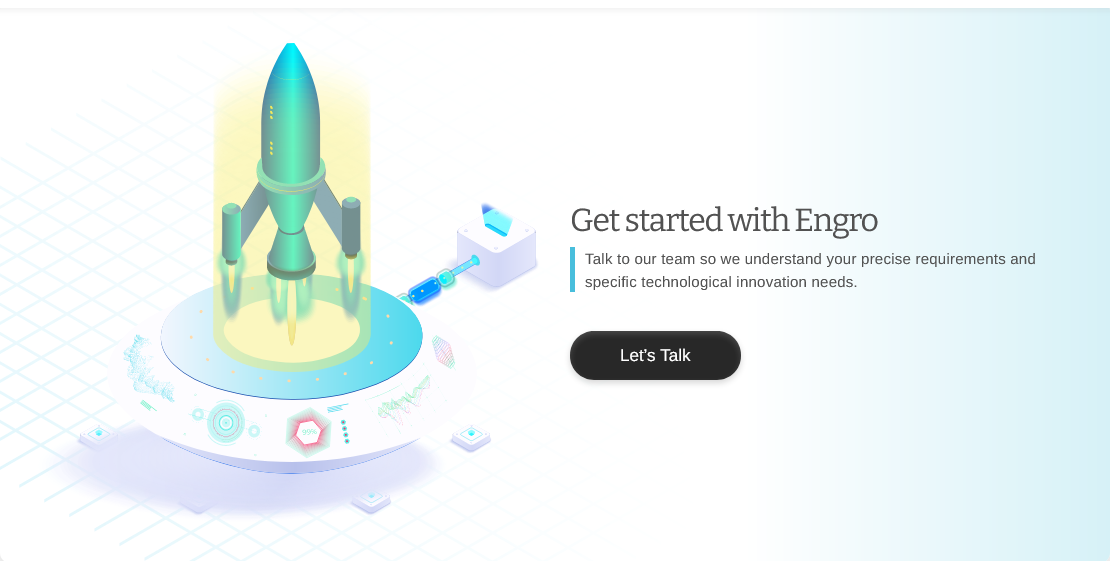 Get started with Engro
Talk to our team so we understand your precise requirements and
specific technological innovation needs.
Let’s Talk